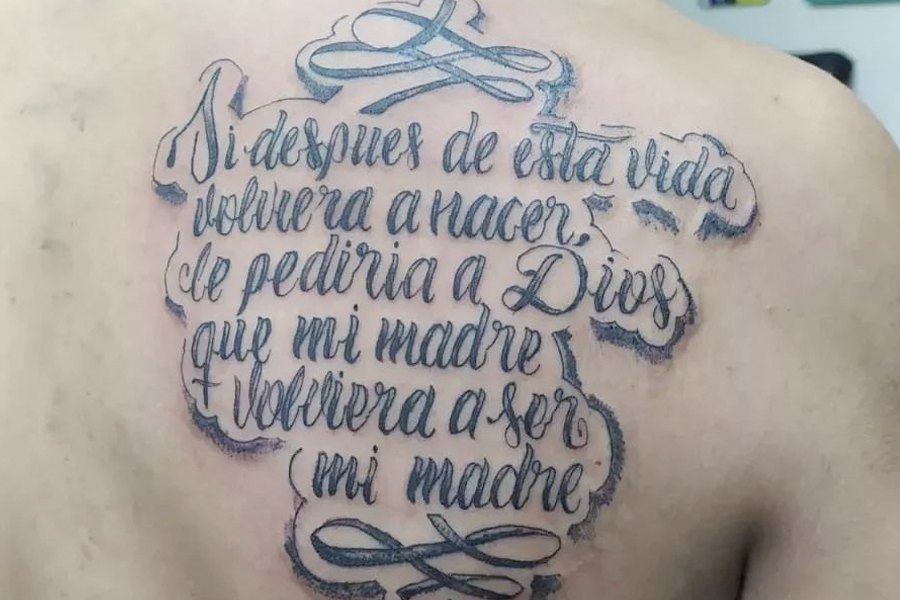 Si despues de esta vida
volviera a nacer,
le pediria a Dios
que mi madre
volviera a ser
mi madre